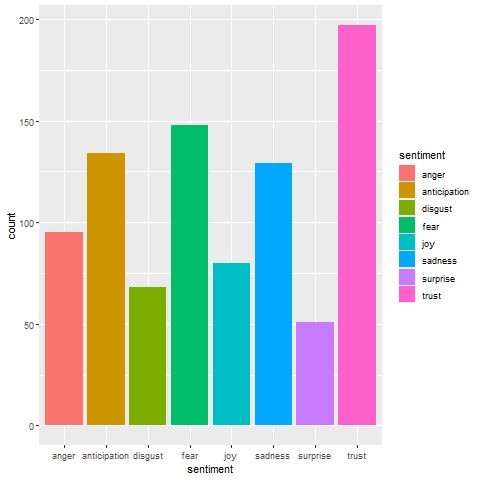 200
150
100
50
0
count
anger anticipation disgust fear joy sadness surprise trust
sentiment
sentiment
anger
anticipation
disgust
fear
joy
sadness
surprise
trust